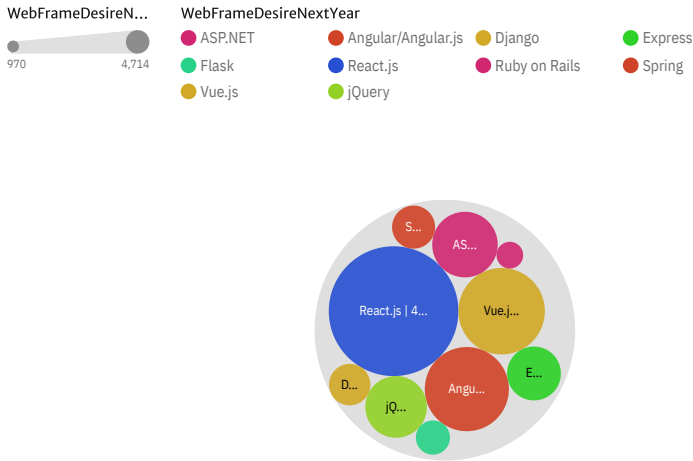 WebFrameDesireN...
WebFrameDesireNextYear
ASP.NET
Angular/Angular.js
Django
Express
Flask
React.js
Ruby on Rails
Spring
Vue.js
jQuery
970
4,714
S...
AS...
React.js | 4...
Vue.j...
E...
D...
Angu...
jQ...